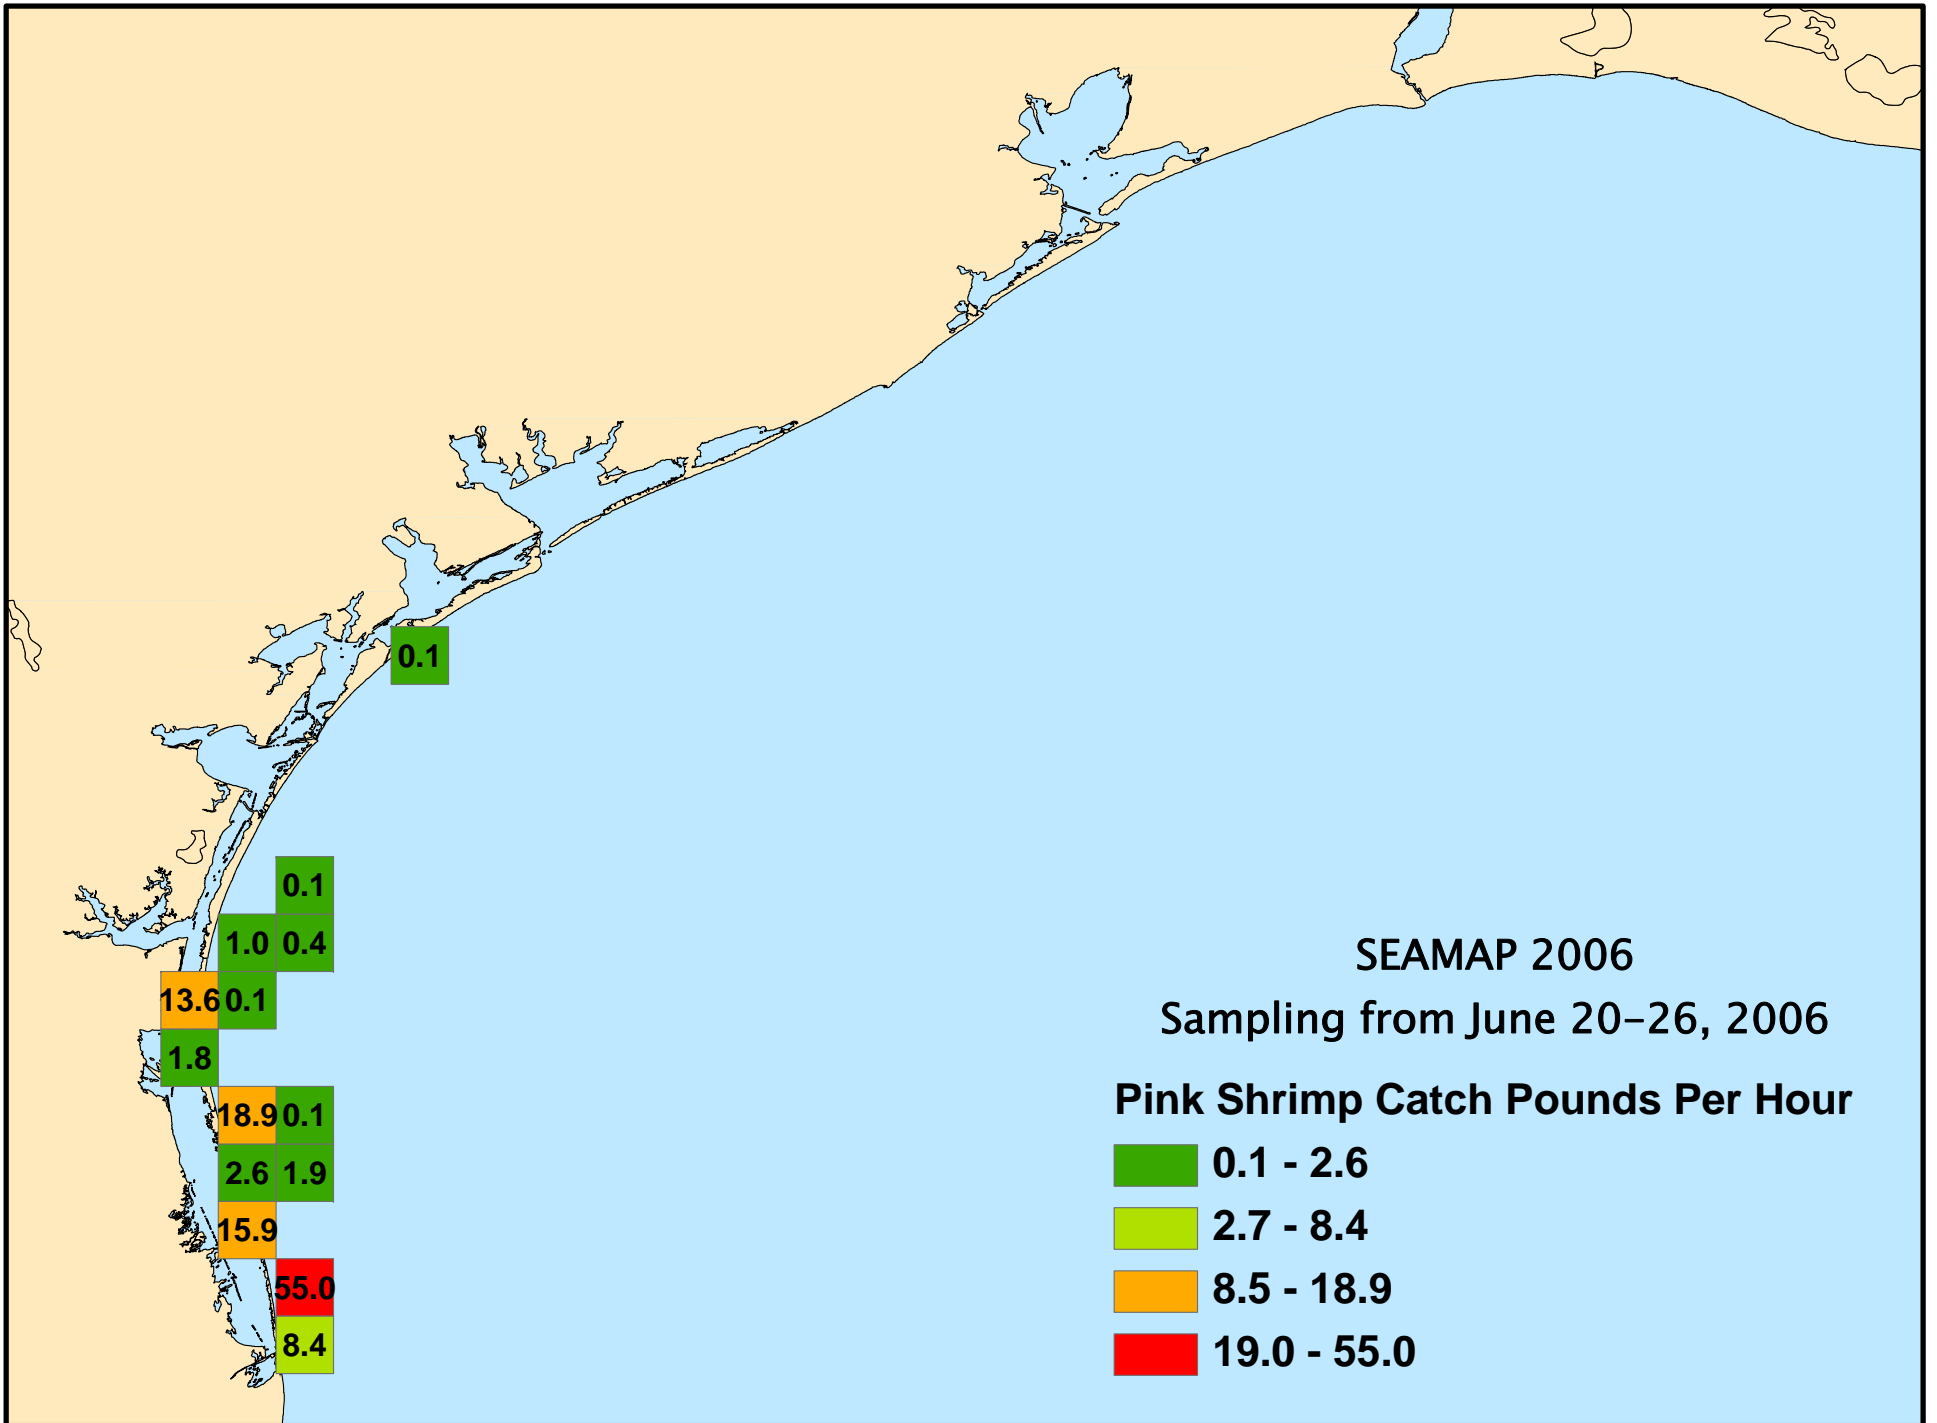 0.1
0.1
1.0 0.4
13.6 0.1
1.8
18.9 0.1
2.6 1.9
15.9
55.0
8.4
SEAMAP 2006
Sampling from June 20-26, 2006
Pink Shrimp Catch Pounds Per Hour
0.1 - 2.6
2.7 - 8.4
8.5 - 18.9
19.0 - 55.0